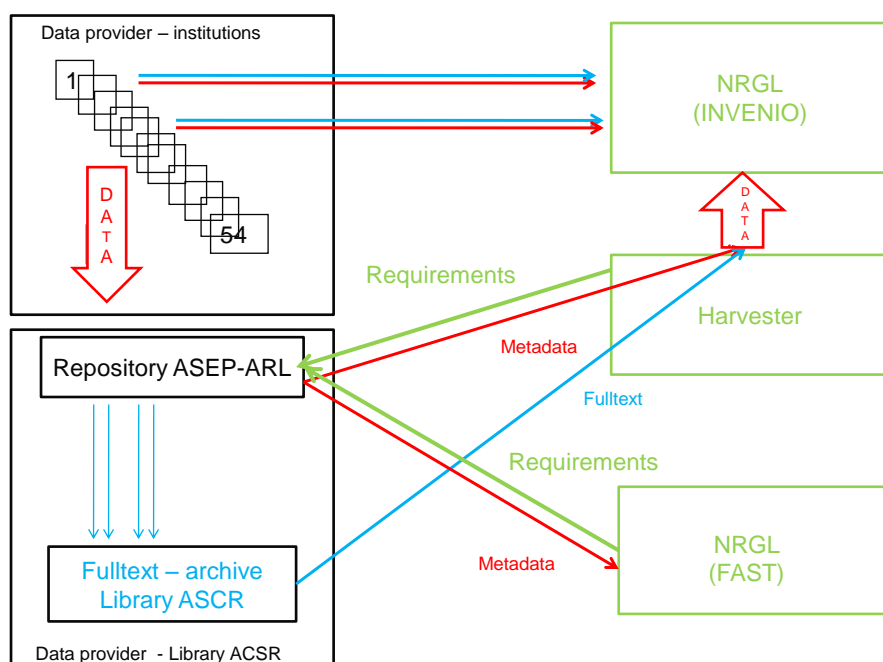 Data provider – institutions
1
54
D
A
T
A
NRGL
(INVENIO)
D
A
T
A
Requirements
Harvester
Metadata
Repository ASEP-ARL
Fulltext
Requirements
Fulltext – archive
Library ASCR
Metadata
NRGL
(FAST)
Data provider - Library ACSR